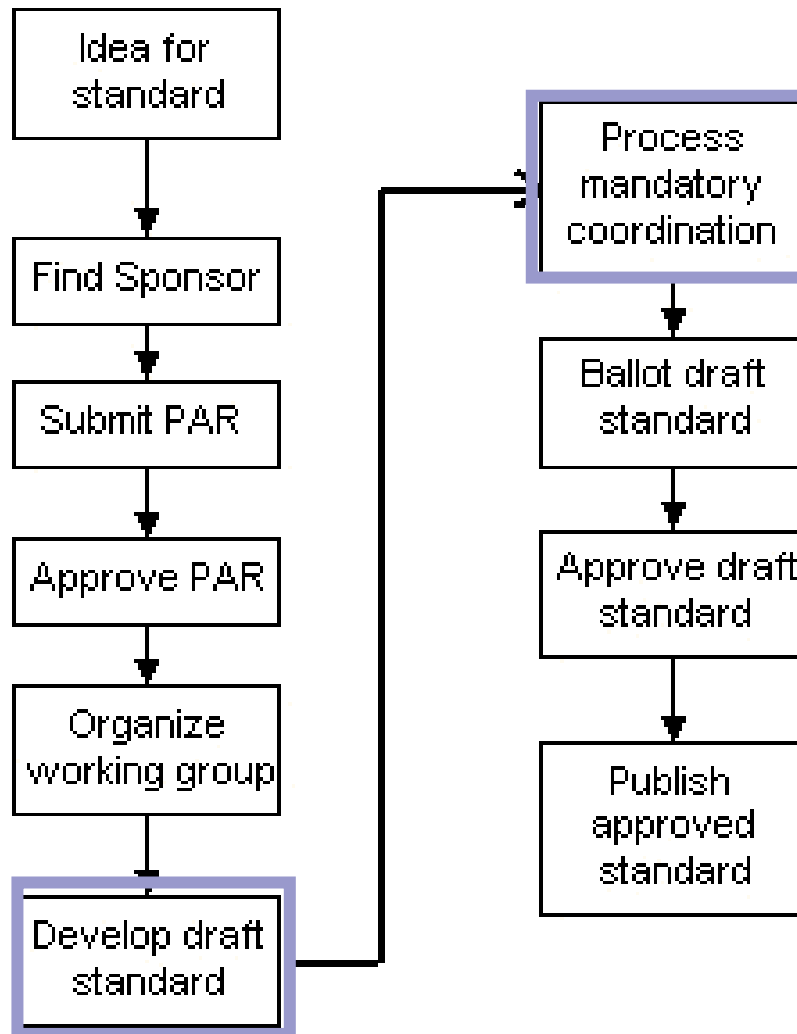 Idea for
standard
Find Sponsor
Submit PAR
Approve PAR
Organize
working group
Develop draft
standard
Process
mandatory
coordination
Ballot draft
standard
Approve draft
standard
Publish
approved
standard